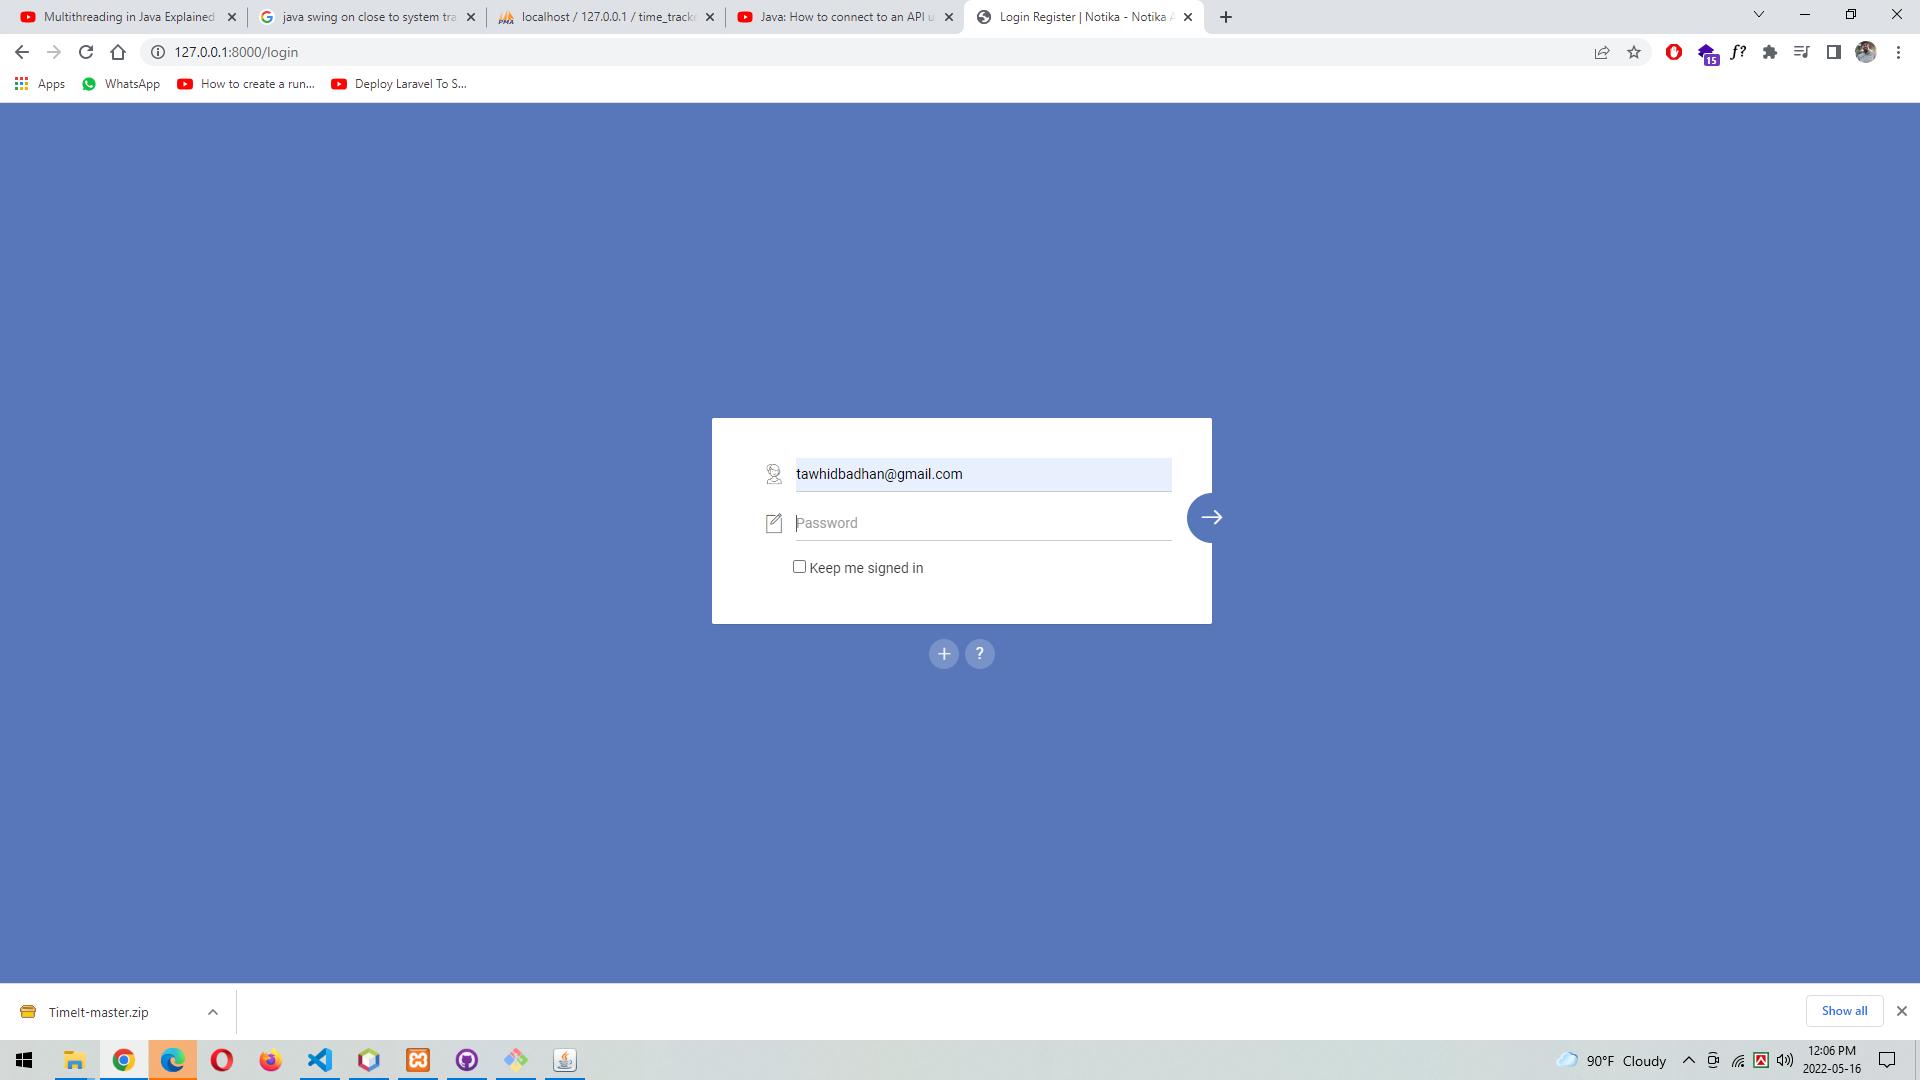 Multithreading in Java Explained
java swing on close to system tra
localhost / 127.0.0.1 / time_track
Java: How to connect to an API u
Login Register | Notika - Notika A
127.0.0.1:8000/login
15
f?
Apps
WhatsApp
How to create a run...
Deploy Laravel To S...
tawhidbadhan@gmail.com
Password
Keep me signed in
+ ?
TimeIt-master.zip
Show all
90°F Cloudy
12:06 PM
2022-05-16